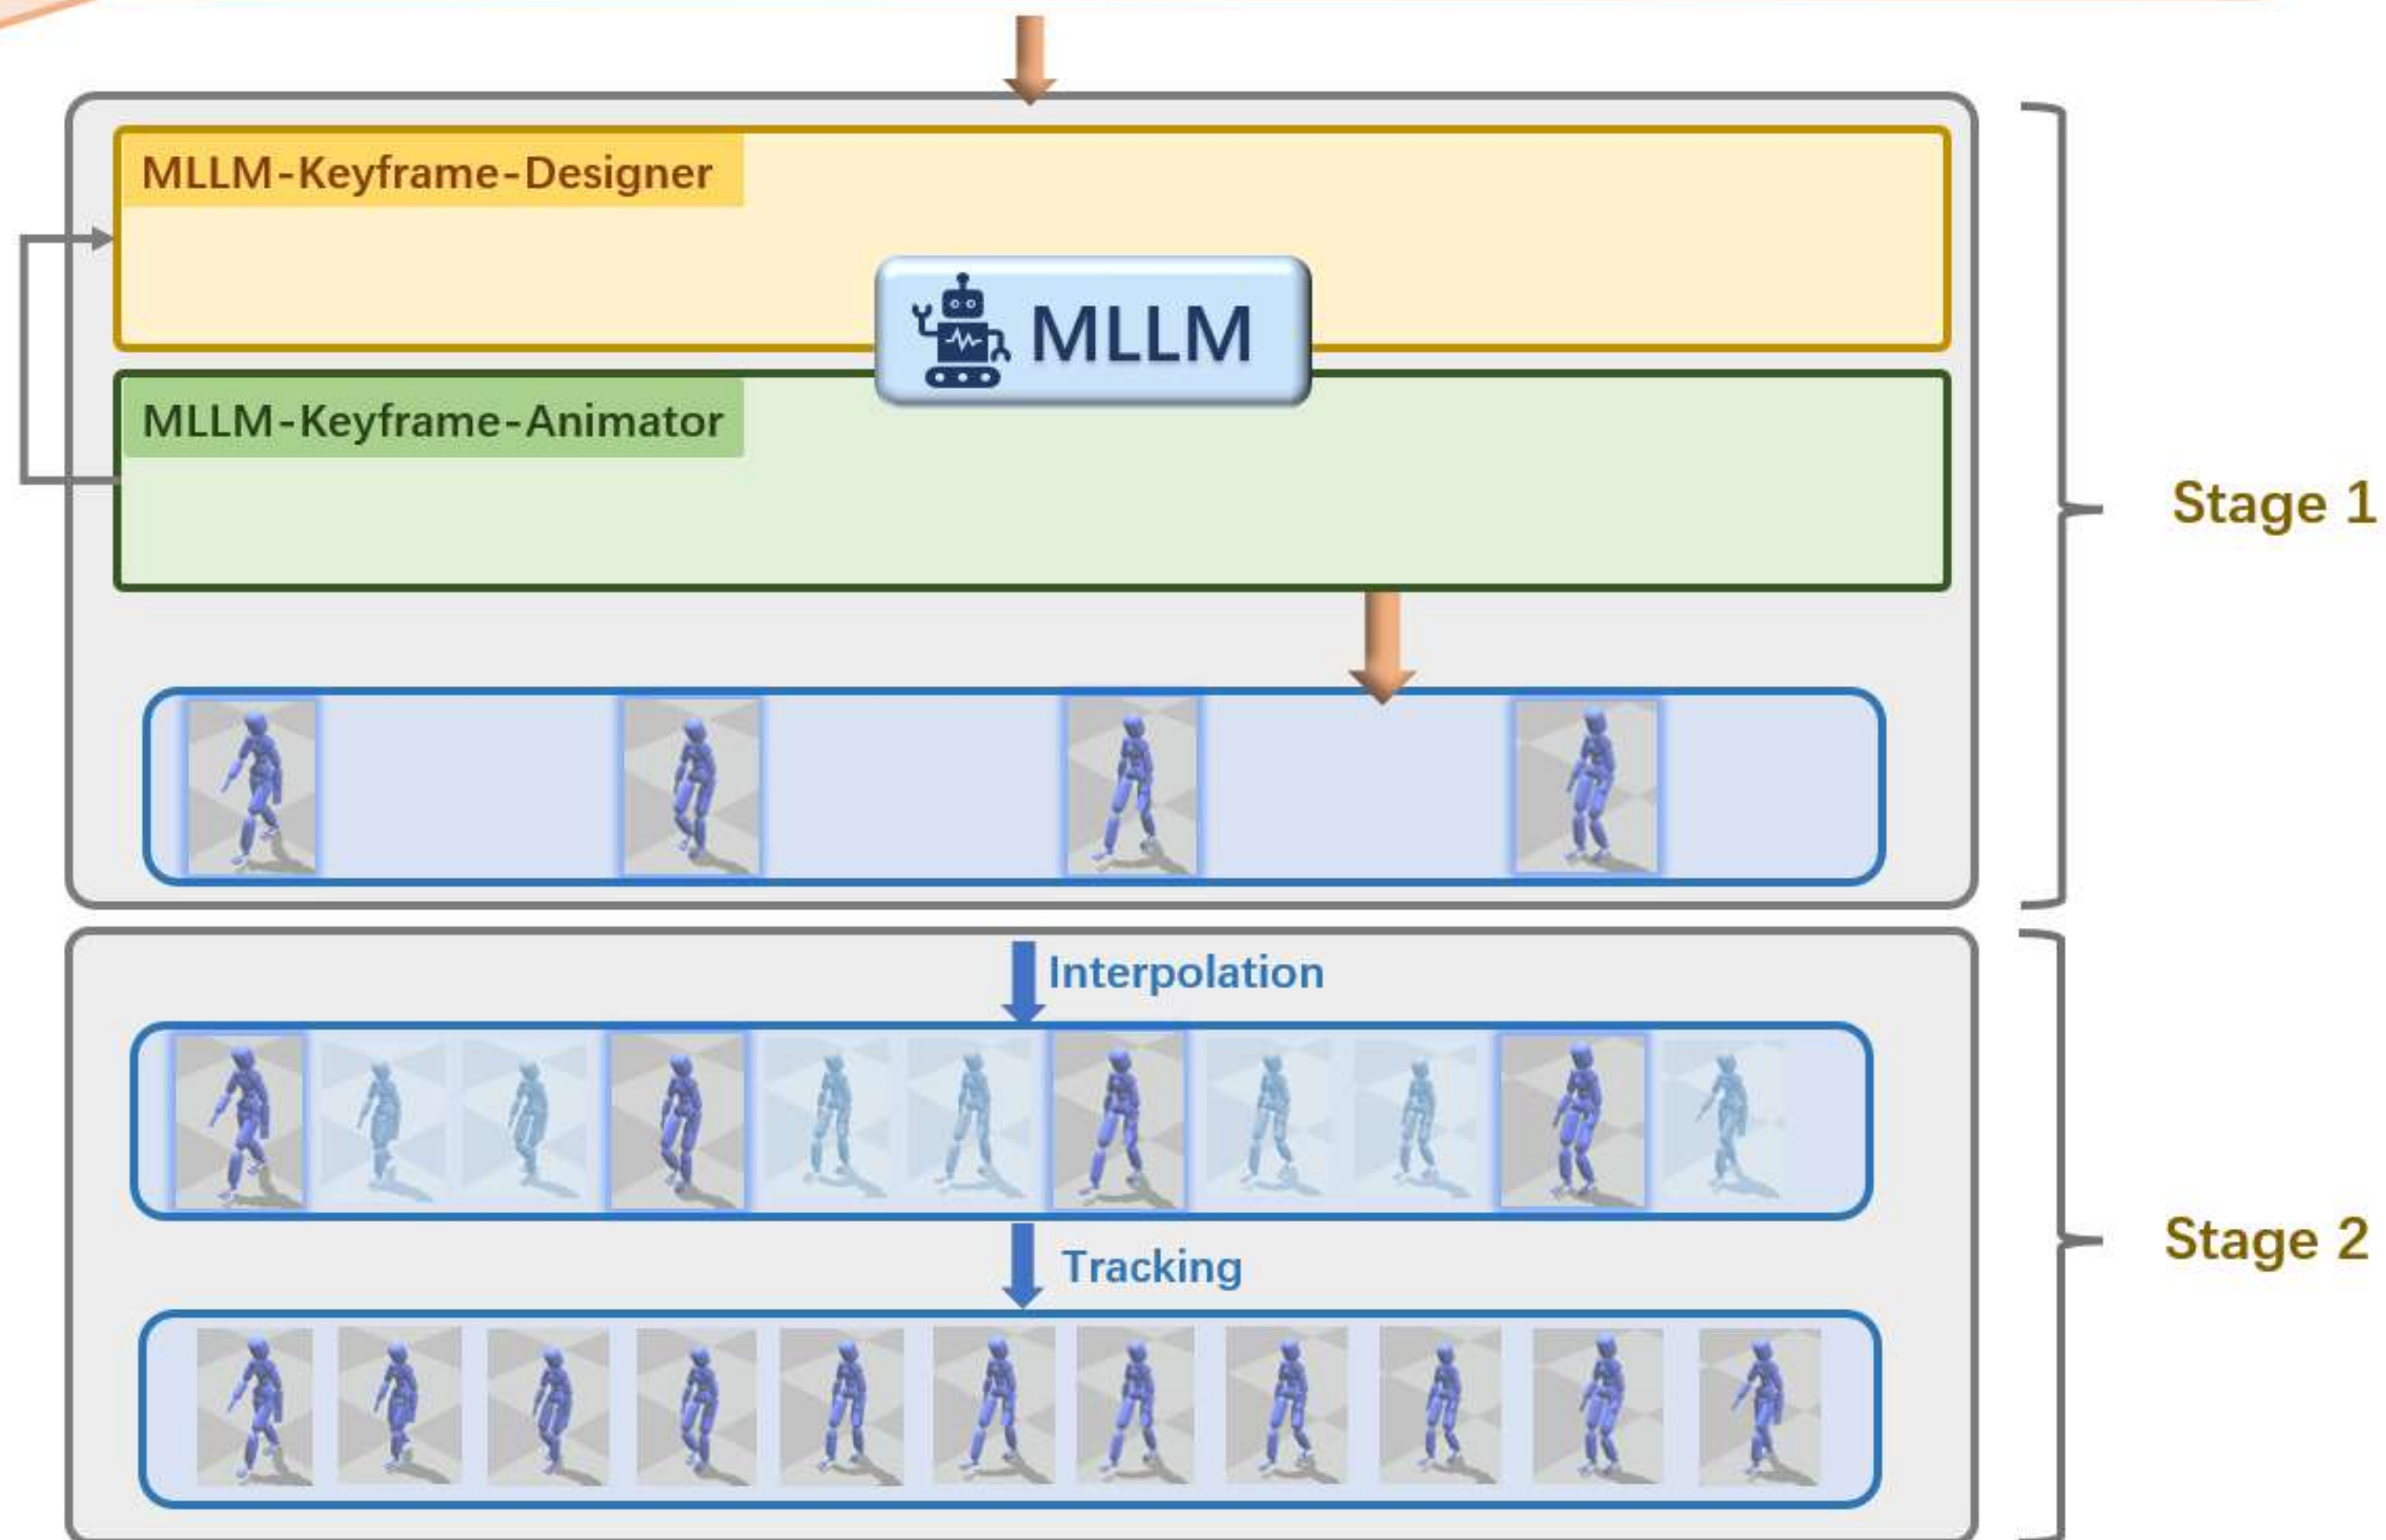 MLLM-Keyframe-Designer
MLLM
MLLM-Keyframe-Animator
Stage 1
Interpolation
Tracking
Stage 2